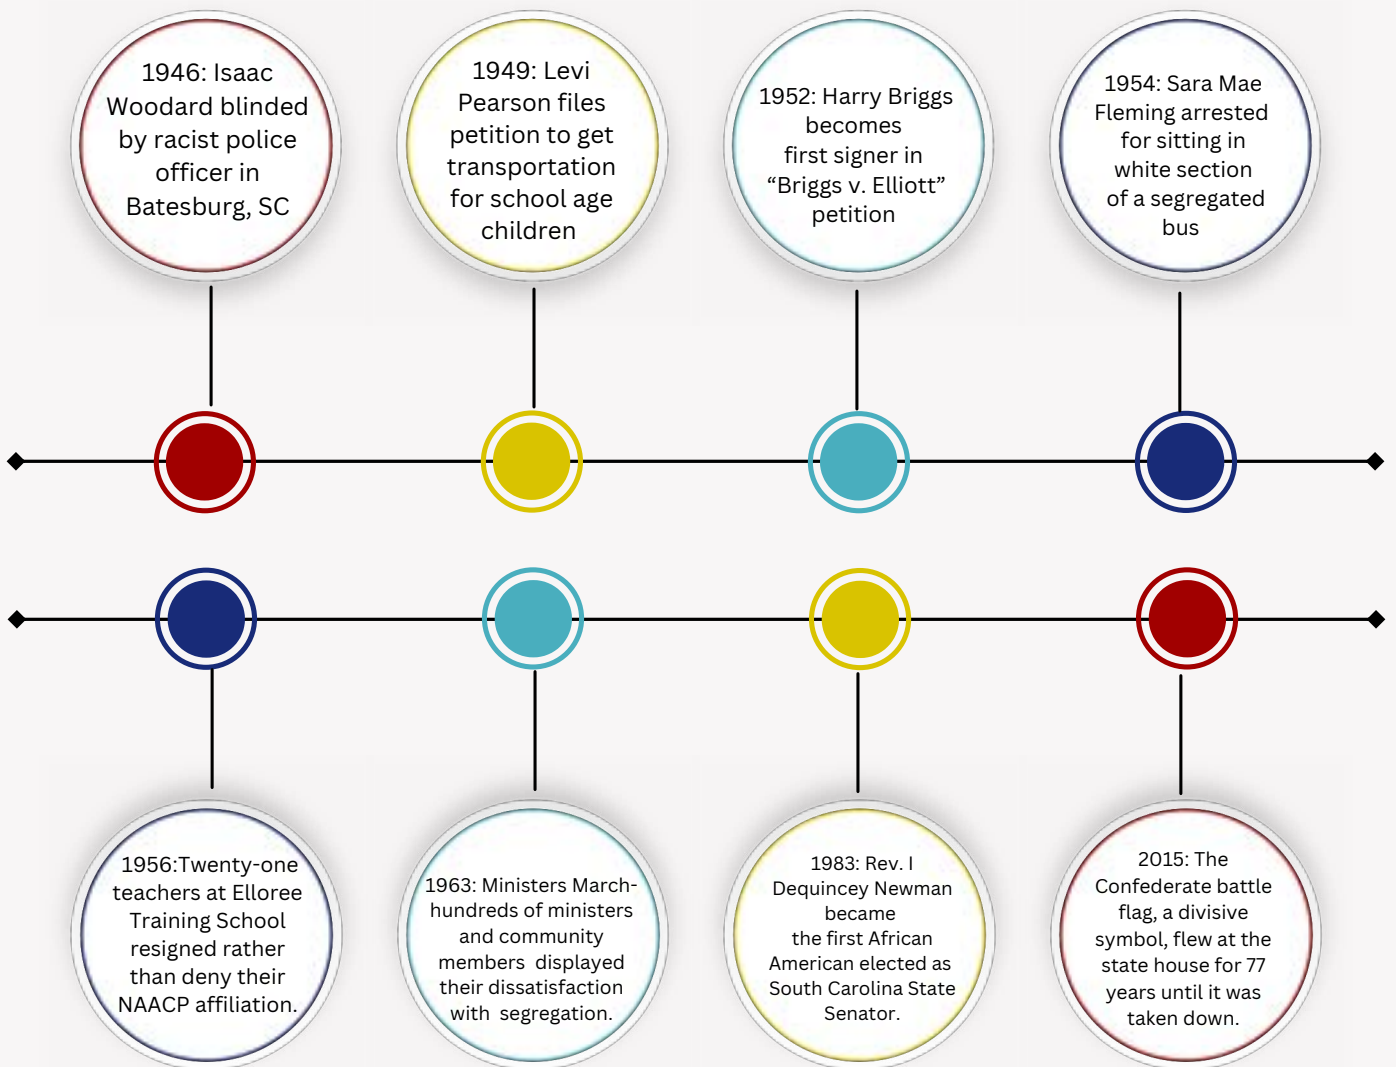 1946: Isaac
Woodard blinded
by racist police
officer in
Batesburg, SC
1949: Levi
Pearson files
petition to get
transportation
for school age
children
1952: Harry Briggs
becomes
first signer in
“Briggs v. Elliott”
petition
1954: Sara Mae
Fleming arrested
for sitting in
white section
of a segregated
bus
1956:Twenty-one
teachers at Elloree
Training School
resigned rather
than deny their
NAACP affiliation.
1963: Ministers March-
hundreds of ministers
and community
members displayed
their dissatisfaction
with segregation.
1983: Rev. I
Dequincey Newman
became
the first African
American elected as
South Carolina State
Senator.
2015: The
Confederate battle
flag, a divisive
symbol, flew at the
state house for 77
years until it was
taken down.